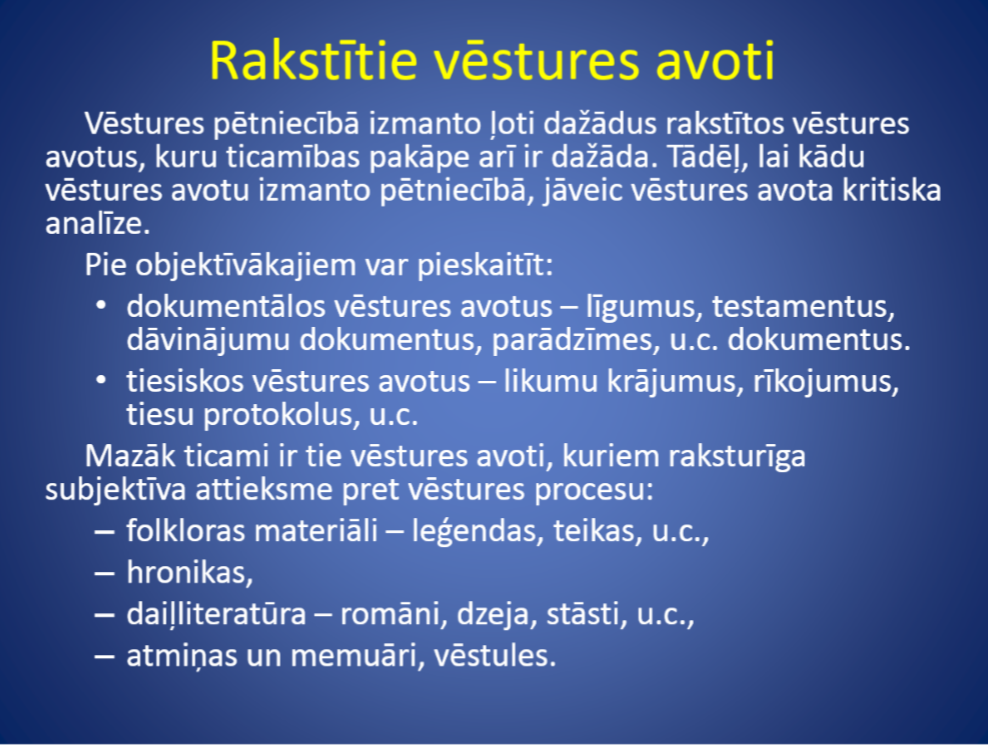 Rakstītie vēstures avoti
Vēstures pētniecībā izmanto ļoti dažādus rakstītos vēstures
avotus, kuru ticamības pakāpe arī ir dažāda. Tādēļ, lai kādu
vēstures avotu izmanto pētniecībā, jāveic vēstures avota kritiska
analīze.
Pie objektīvākajiem var pieskaitīt:
• dokumentālos vēstures avotus – līgumus, testamentus,
dāvinājumu dokumentus, parādzīmes, u.c. dokumentus.
• tiesiskos vēstures avotus – likumu krājumus, rīkojumus,
tiesu protokolus, u.c.
Mazāk ticami ir tie vēstures avoti, kuriem raksturīga
subjektīva attieksme pret vēstures procesu:
– folkloras materiāli – leģendas, teikas, u.c.,
– hronikas,
– daiļliteratūra – romāni, dzeja, stāsti, u.c.,
– atmiņas un memuāri, vēstules.